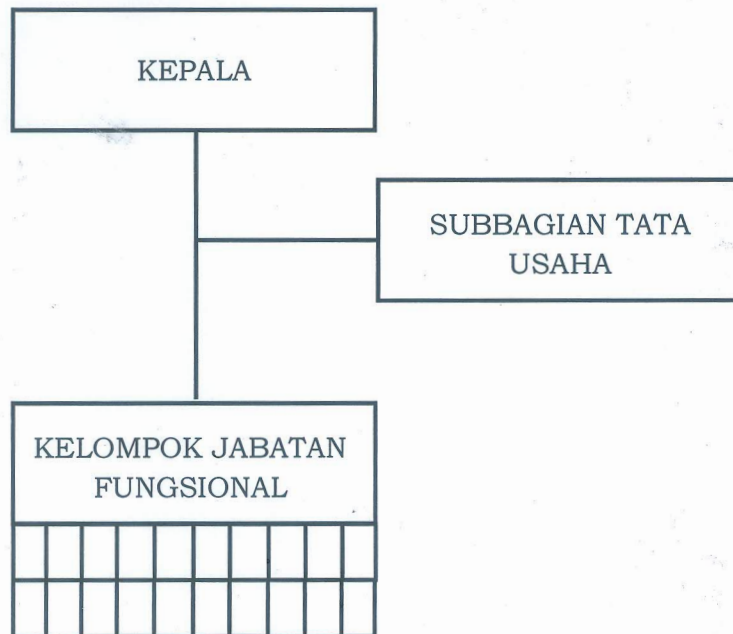 KEPALA
SUBBAGIAN TATA
USAHA
KELOMPOK JABATAN
FUNGSIONAL